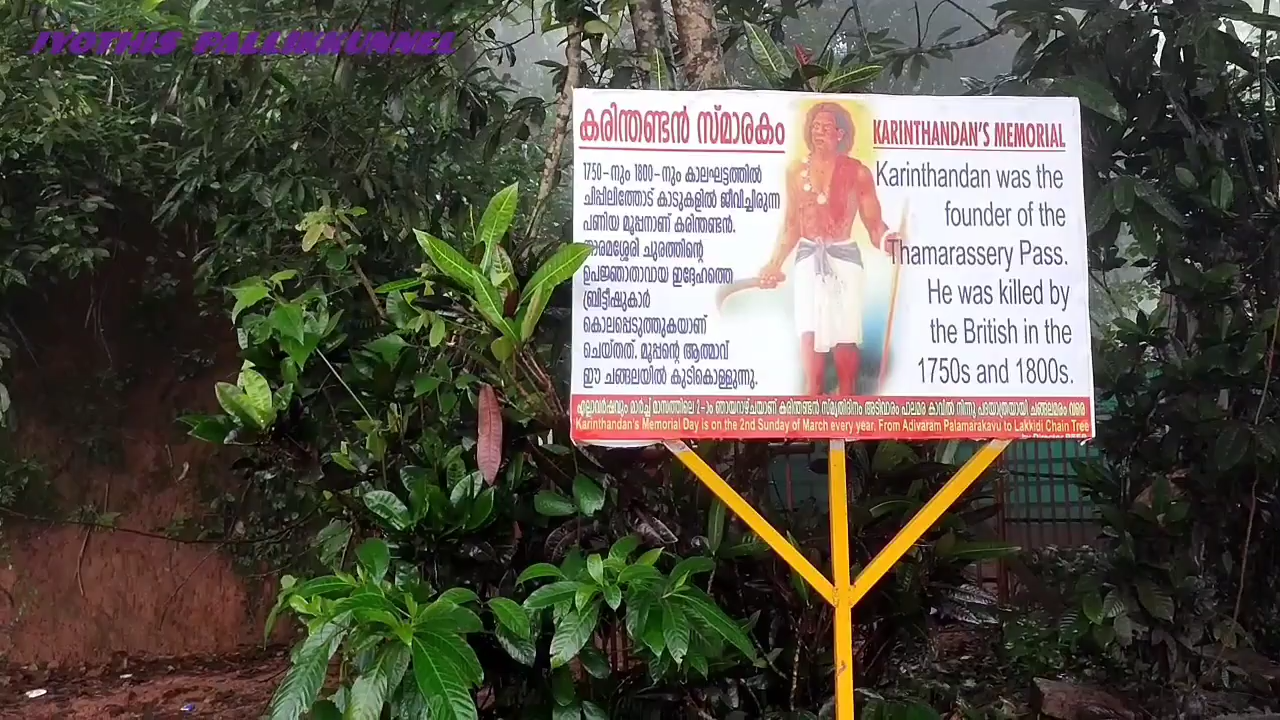 JYOTHIS PALLIKKUNNEL
കരിന്തണ്ടൻ സ്മാരകം
1750-നും 1800-നും കാലഘട്ടത്തിൽ
ചിപ്പിലിത്തോട് കാടുകളിൽ ജീവിച്ചിരുന്ന
പണിയ മൂപ്പനാണ് കരിന്തണ്ടൻ.
താമരശ്ശേരി ചുരത്തിന്റെ
ഉപജ്ഞാതാവായ ഇദ്ദേഹത്തെ
ബ്രിട്ടീഷുകാർ
കൊലപ്പെടുത്തുകയാണ്
ചെയ്തത്. മൂപ്പന്റെ ആത്മാവ്
ഈ ചങ്ങലയിൽ കുടികൊള്ളുന്നു.
KARINTHANDAN'S MEMORIAL
Karinthandan was the
founder of the
Thamarassery Pass.
He was killed by
the British in the
1750s and 1800s.
എല്ലാവർഷവും മാർച്ച് മാസത്തിലെ 2-ാം ഞായറാഴ്ചയാണ് കരിന്തണ്ടൻ സ്മൃതിദിനം അടിവാരം പാലമര കാവിൽ നിന്നു പദയാത്രയായി ചങ്ങലമരം വരെ
Karinthandan's Memorial Day is on the 2nd Sunday of March every year. From Adivaram Palamarakavu to Lakkidi Chain Tree
Director